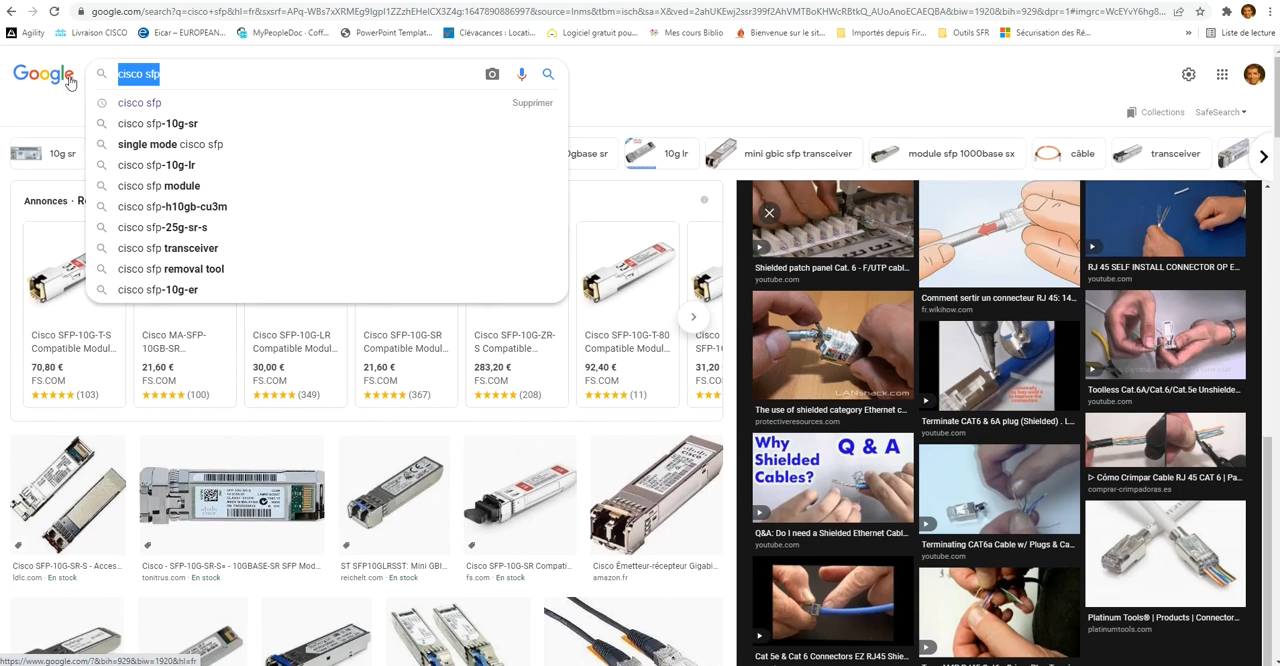 google.com/search?q=cisco+sfp&hl=fr&sxsrf=APq-WBs7xXRMEg9IgpI1ZZzhEHeICX3Z4g:1647890886997&source=lnms&tbm=isch&sa=X&ved=2ahUKEwj2ssr399f2AhVMTBoKHWcRBtkQ_AUoAnoECAEQBA&biw=1920&bih=929&dpr=1#imgrc=WcEYvY6hg8...
Agility
Livraison CISCO
Eicar – EUROPEAN...
MyPeopleDoc · Coff...
PowerPoint Templat...
Clévacances : Locati...
Logiciel gratuit pou...
Mes cours Biblio
Bienvenue sur le sit...
Importés depuis Fir...
Outils SFR
Sécurisation des Ré...
»
Liste de lecture
Google
cisco sfp
cisco sfp
Supprimer
cisco sfp-10g-sr
single mode cisco sfp
cisco sfp-10g-lr
cisco sfp module
cisco sfp-h10gb-cu3m
cisco sfp-25g-sr-s
cisco sfp transceiver
cisco sfp removal tool
cisco sfp-10g-er
Collections
SafeSearch
10g sr
0gbase sr
10g lr
mini gbic sfp transceiver
module sfp 1000base sx
câble
transceiver
Annonces · R
Cisco SFP-10G-T-S Compatible Modul...
70,80 €
FS.COM
(103)
Cisco MA-SFP-10GB-SR...
21,60 €
FS.COM
(100)
Cisco SFP-10G-LR Compatible Modul...
30,00 €
FS.COM
(349)
Cisco SFP-10G-SR Compatible Modul...
21,60 €
FS.COM
(367)
Cisco SFP-10G-ZR-S Compatible...
283,20 €
FS.COM
(208)
Cisco SFP-10G-T-80 Compatible Modul...
92,40 €
FS.COM
(11)
Cisco
SFP-1
31,20
FS.CO
Cisco SFP-10G-SR-S - Acces...
ldlc.com · En stock
Cisco - SFP-10G-SR-S= - 10GBASE-SR SFP Mod...
tonitrus.com · En stock
ST SFP10GLRSST: Mini GBI...
reichelt.com · En stock
Cisco SFP-10G-SR Compati...
fs.com · En stock
Cisco Émetteur-récepteur Gigabi...
amazon.fr
Shielded patch panel Cat. 6 - F/UTP cabl...
youtube.com
Comment sertir un connecteur RJ 45: 14...
fr.wikihow.com
RJ 45 SELF INSTALL CONNECTOR OP E...
youtube.com
LANshack.com
The use of shielded category Ethernet c...
protectiveresources.com
Terminate CAT6 & 6A plug (Shielded) . L...
youtube.com
Toolless Cat.6A/Cat.6/Cat.5e Unshielde...
youtube.com
Why Shielded Cables?
Q & A
Q&A: Do I need a Shielded Ethernet Cabl...
youtube.com
Terminating CAT6a Cable w/ Plugs & Ca...
youtube.com
▷ Cómo Crimpar Cable RJ 45 CAT 6 | Pa...
comprar-crimpadoras.es
Platinum Tools® | Products | Connector...
platinumtools.com
Cat 5e & Cat 6 Connectors EZ RJ45 Shie...
https://www.google.com/?&bih=929&biw=1920&hl=fr